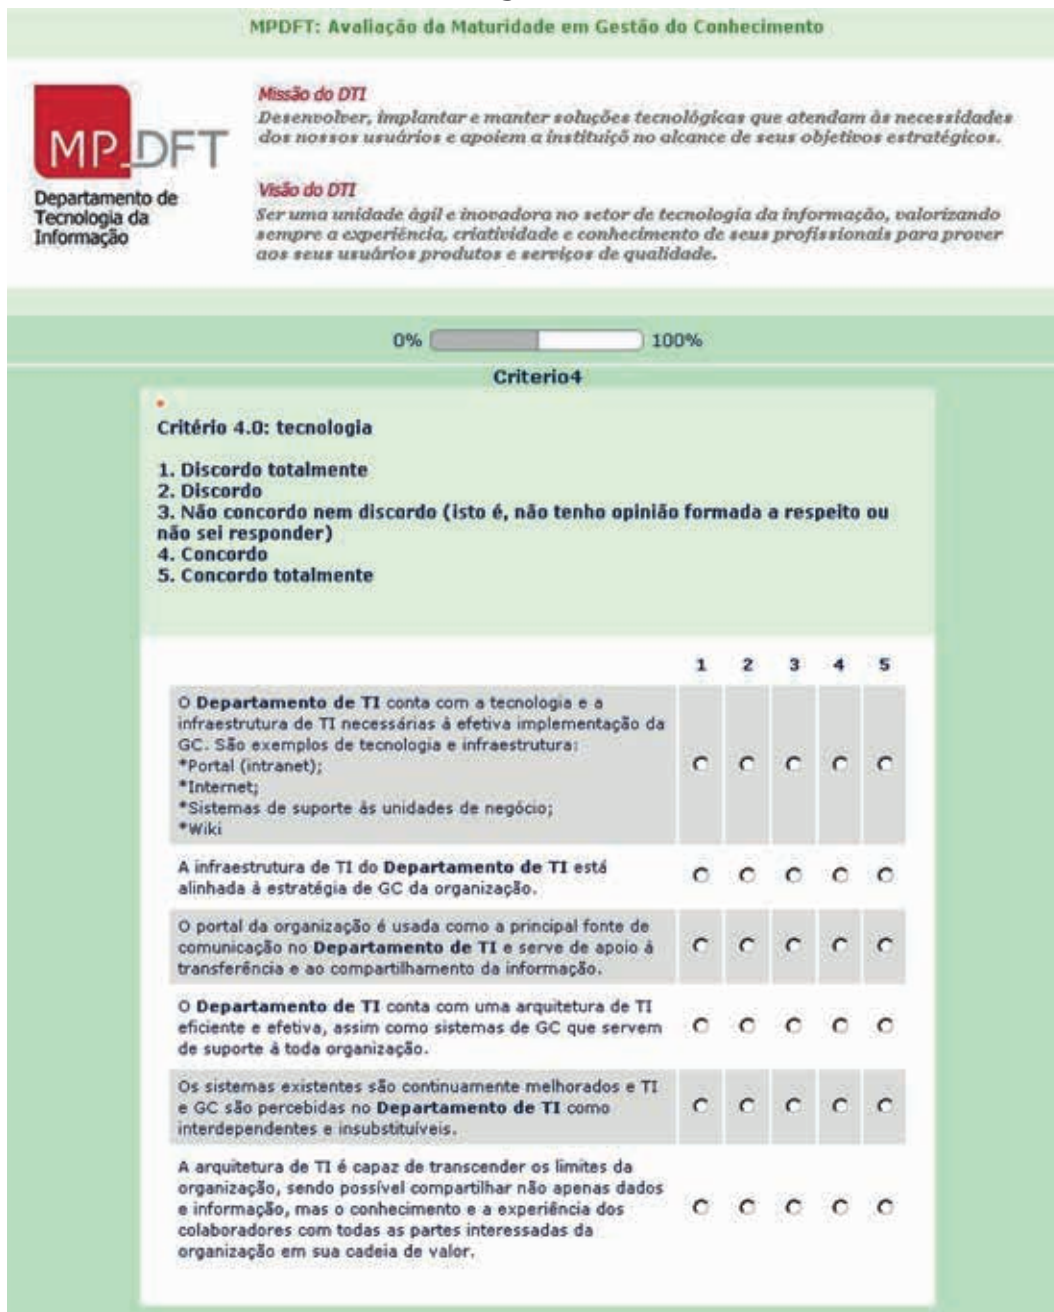 MPDFT: Avaliação da Maturidade em Gestão do Conhecimento
MPDFT
Departamento de
Tecnologia da
Informação
Missão do DTI
Desenvolver, implantar e manter soluções tecnológicas que atendam às necessidades
dos nossos usuários e apoiem a instituiçõ no alcance de seus objetivos estratégicos.
Visão do DTI
Ser uma unidade ágil e inovadora no setor de tecnologia da informação, valorizando
sempre a experiência, criatividade e conhecimento de seus profissionais para prover
aos seus usuários produtos e serviços de qualidade.
0% 100%
Criterio4
Critério 4.0: tecnologia
1. Discordo totalmente
2. Discordo
3. Não concordo nem discordo (isto é, não tenho opinião formada a respeito ou
não sei responder)
4. Concordo
5. Concordo totalmente
1 2 3 4 5
O Departamento de TI conta com a tecnologia e a
infraestrutura de TI necessárias à efetiva implementação da
GC. São exemplos de tecnologia e infraestrutura:
*Portal (intranet);
*Internet;
*Sistemas de suporte às unidades de negócio;
*Wiki
A infraestrutura de TI do Departamento de TI está
alinhada à estratégia de GC da organização.
O portal da organização é usada como a principal fonte de
comunicação no Departamento de TI e serve de apoio à
transferência e ao compartilhamento da informação.
O Departamento de TI conta com uma arquitetura de TI
eficiente e efetiva, assim como sistemas de GC que servem
de suporte à toda organização.
Os sistemas existentes são continuamente melhorados e TI
e GC são percebidas no Departamento de TI como
interdependentes e insubstituíveis.
A arquitetura de TI é capaz de transcender os limites da
organização, sendo possível compartilhar não apenas dados
e informação, mas o conhecimento e a experiência dos
colaboradores com todas as partes interessadas da
organização em sua cadeia de valor.